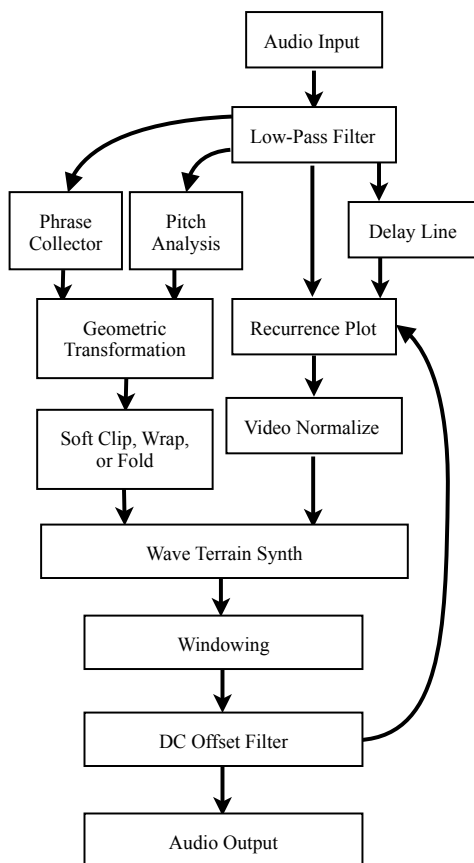 Audio Input
Low-Pass Filter
Phrase
Collector
Pitch
Analysis
Delay Line
Geometric
Transformation
Recurrence Plot
Soft Clip, Wrap,
or Fold
Video Normalize
Wave Terrain Synth
Windowing
DC Offset Filter
Audio Output